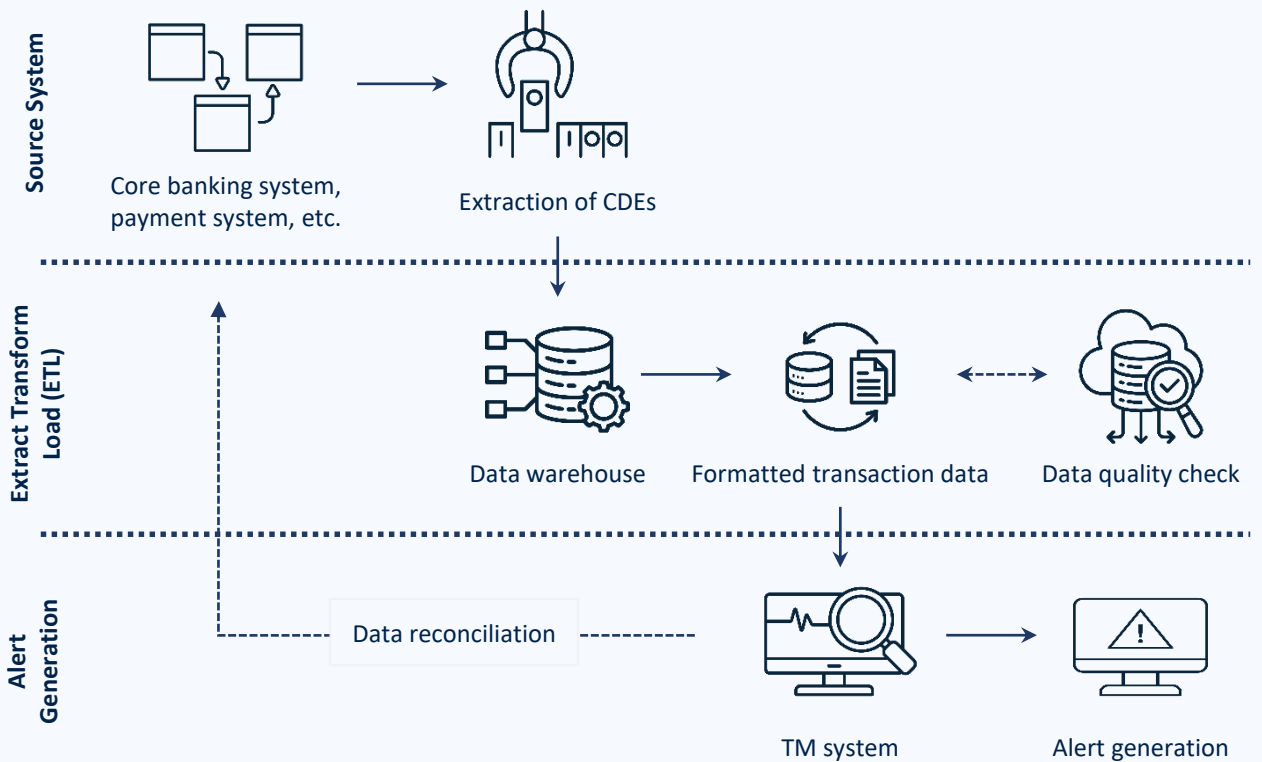 Source System
Core banking system,
payment system, etc.
Extraction of CDEs
Extract Transform
Load (ETL)
Data warehouse
Formatted transaction data
Data quality check
Alert
Generation
Data reconciliation
TM system
Alert generation